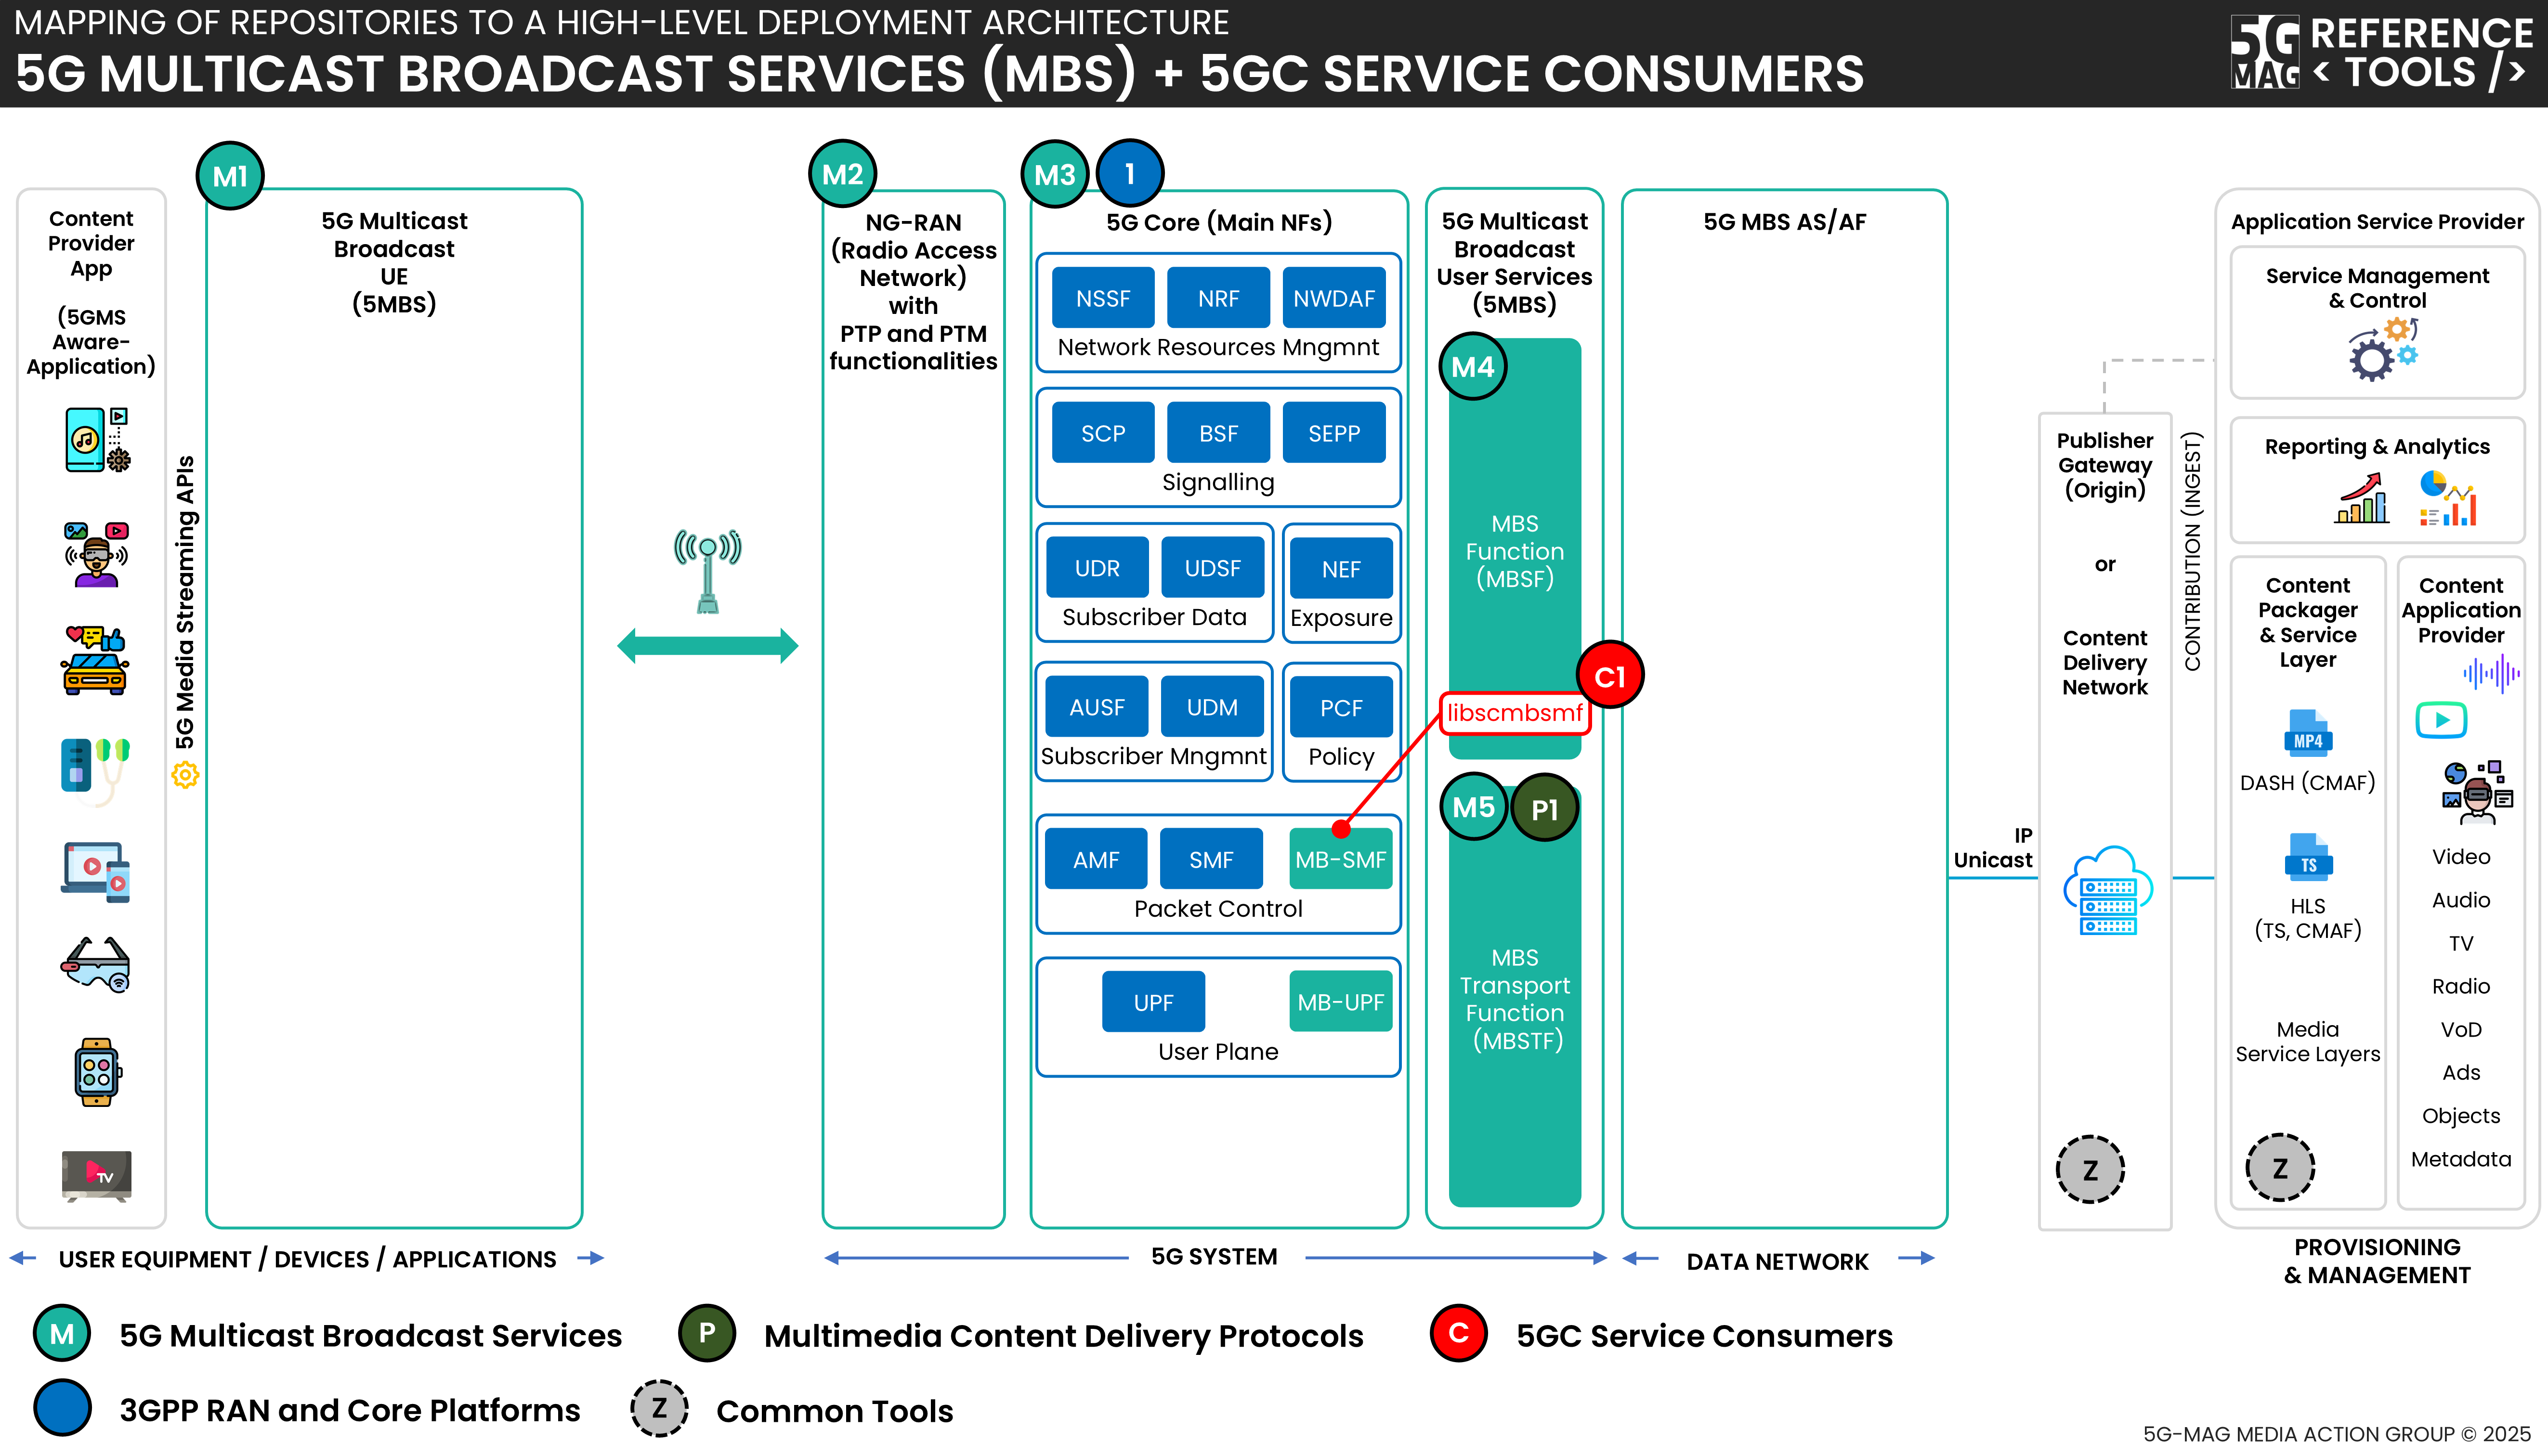 MAPPING OF REPOSITORIES TO A HIGH-LEVEL DEPLOYMENT ARCHITECTURE
5G MULTICAST BROADCAST SERVICES (MBS) + 5GC SERVICE CONSUMERS
5G
MAG
REFERENCE
< TOOLS />
Content
Provider
App
(5GMS
Aware-
Application)
TV
5G Media Streaming APIs
M1
5G Multicast
Broadcast
UE
(5MBS)
M2
NG-RAN
(Radio Access
Network)
with
PTP and PTM
functionalities
M3
1
5G Core (Main NFs)
NSSF
NRF
NWDAF
Network Resources Mngmnt
SCP
BSF
SEPP
Signalling
UDR
UDSF
Subscriber Data
NEF
Exposure
AUSF
UDM
Subscriber Mngmnt
PCF
Policy
AMF
SMF
MB-SMF
Packet Control
UPF
MB-UPF
User Plane
5G Multicast
Broadcast
User Services
(5MBS)
M4
MBS
Function
(MBSF)
C1
libscmbsmf
M5
P1
MBS
Transport
Function
(MBSTF)
5G MBS AS/AF
IP
Unicast
Publisher
Gateway
(Origin)
or
Content
Delivery
Network
Z
CONTRIBUTION (INGEST)
Application Service Provider
Service Management
& Control
Reporting & Analytics
Content
Packager
& Service
Layer
MP4
DASH (CMAF)
TS
HLS
(TS, CMAF)
Media
Service Layers
Z
Content
Application
Provider
Video
Audio
TV
Radio
VoD
Ads
Objects
Metadata
USER EQUIPMENT / DEVICES / APPLICATIONS
5G SYSTEM
DATA NETWORK
PROVISIONING
& MANAGEMENT
M
5G Multicast Broadcast Services
P
Multimedia Content Delivery Protocols
C
5GC Service Consumers
3GPP RAN and Core Platforms
Z
Common Tools
5G-MAG MEDIA ACTION GROUP © 2025